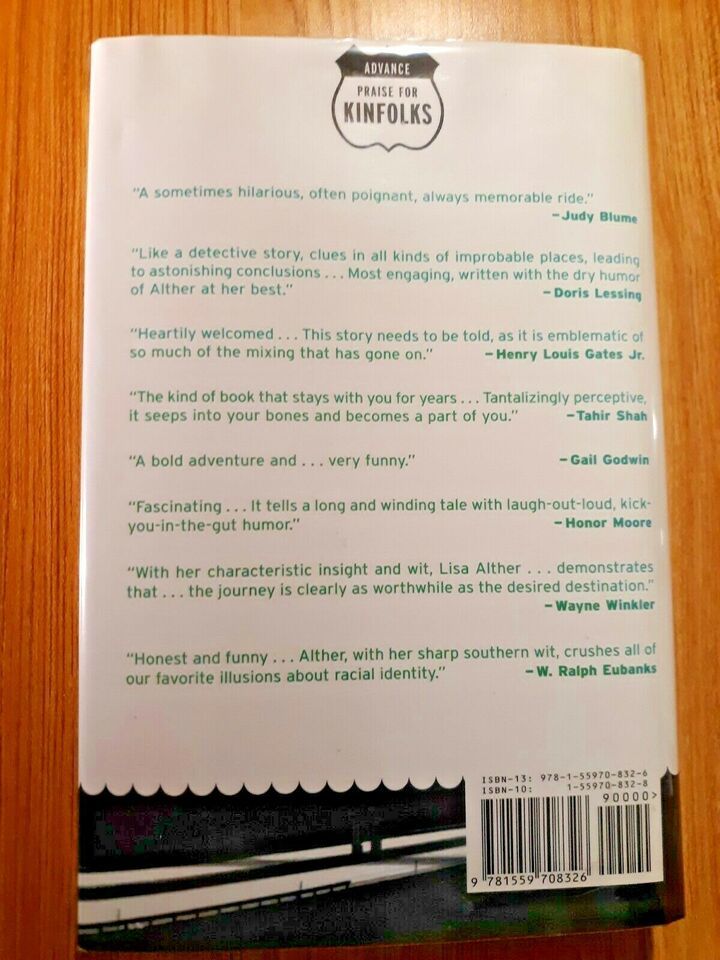 ADVANCE
PRAISE FOR
KINFOLKS
“A sometimes hilarious, often poignant, always memorable ride.”
–Judy Blume
“Like a detective story, clues in all kinds of improbable places, leading
to astonishing conclusions . . . Most engaging, written with the dry humor
of Alther at her best.” –Doris Lessing
“Heartily welcomed . . . This story needs to be told, as it is emblematic of
so much of the mixing that has gone on.” –Henry Louis Gates Jr.
“The kind of book that stays with you for years . . . Tantalizingly perceptive,
it seeps into your bones and becomes a part of you.” –Tahir Shah
“A bold adventure and . . . very funny.” –Gail Godwin
“Fascinating . . . It tells a long and winding tale with laugh-out-loud, kick-
you-in-the-gut humor.” –Honor Moore
“With her characteristic insight and wit, Lisa Alther . . . demonstrates
that . . . the journey is clearly as worthwhile as the desired destination.”
–Wayne Winkler
“Honest and funny . . . Alther, with her sharp southern wit, crushes all of
our favorite illusions about racial identity.” –W. Ralph Eubanks
ISBN-13: 978-1-55970-832-6
ISBN-10: 1-55970-832-8
90000>
9 781559 708326